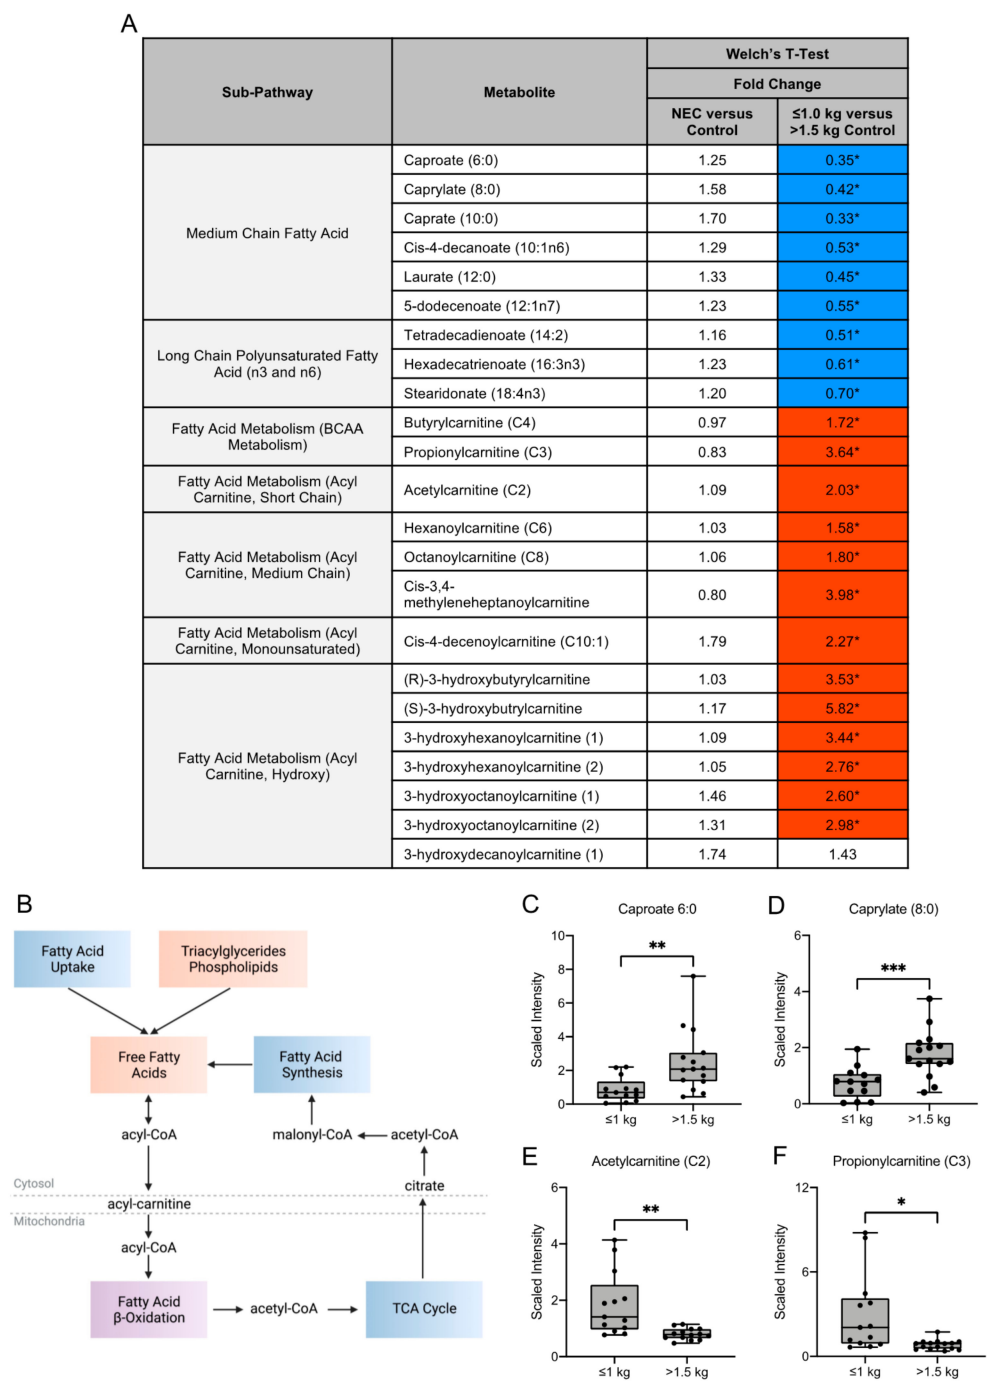 A
Sub-Pathway
Metabolite
Welch's T-Test
Fold Change
NEC versus
Control
≤1.0 kg versus
>1.5 kg Control
Medium Chain Fatty Acid
Caproate (6:0)
1.25
0.35*
Caprylate (8:0)
1.58
0.42*
Caprate (10:0)
1.70
0.33*
Cis-4-decanoate (10:1n6)
1.29
0.53*
Laurate (12:0)
1.33
0.45*
5-dodecenoate (12:1n7)
1.23
0.55*
Long Chain Polyunsaturated Fatty
Acid (n3 and n6)
Tetradecadienoate (14:2)
1.16
0.51*
Hexadecatrienoate (16:3n3)
1.23
0.61*
Stearidonate (18:4n3)
1.20
0.70*
Fatty Acid Metabolism (BCAA
Metabolism)
Butyrylcarnitine (C4)
0.97
1.72*
Propionylcarnitine (C3)
0.83
3.64*
Fatty Acid Metabolism (Acyl
Carnitine, Short Chain)
Acetylcarnitine (C2)
1.09
2.03*
Fatty Acid Metabolism (Acyl
Carnitine, Medium Chain)
Hexanoylcarnitine (C6)
1.03
1.58*
Octanoylcarnitine (C8)
1.06
1.80*
Cis-3,4-
methyleneheptanoylcarnitine
0.80
3.98*
Fatty Acid Metabolism (Acyl
Carnitine, Monounsaturated)
Cis-4-decenoylcarnitine (C10:1)
1.79
2.27*
Fatty Acid Metabolism (Acyl
Carnitine, Hydroxy)
(R)-3-hydroxybutyrylcarnitine
1.03
3.53*
(S)-3-hydroxybutrylcarnitine
1.17
5.82*
3-hydroxyhexanoylcarnitine (1)
1.09
3.44*
3-hydroxyhexanoylcarnitine (2)
1.05
2.76*
3-hydroxyoctanoylcarnitine (1)
1.46
2.60*
3-hydroxyoctanoylcarnitine (2)
1.31
2.98*
3-hydroxydecanoylcarnitine (1)
1.74
1.43
B
Fatty Acid
Uptake
Triacylglycerides
Phospholipids
Free Fatty
Acids
Fatty Acid
Synthesis
acyl-CoA
malonyl-CoA
acetyl-CoA
citrate
Cytosol
acyl-carnitine
Mitochondria
acyl-CoA
Fatty Acid
β-Oxidation
acetyl-CoA
TCA Cycle
C
Caproate 6:0
Scaled Intensity
10
8
6
4
2
0
**
≤1 kg
>1.5 kg
D
Caprylate (8:0)
Scaled Intensity
6
4
2
0
***
≤1 kg
>1.5 kg
E
Acetylcarnitine (C2)
Scaled Intensity
6
4
2
0
**
≤1 kg
>1.5 kg
F
Propionylcarnitine (C3)
Scaled Intensity
12
6
0
*
≤1 kg
>1.5 kg